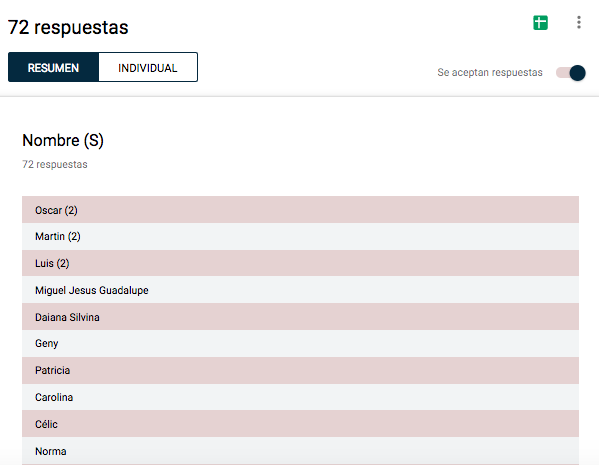 72 respuestas
RESUMEN INDIVIDUAL
Se aceptan respuestas
Nombre (S)
72 respuestas
Oscar (2)
Martin (2)
Luis (2)
Miguel Jesus Guadalupe
Daiana Silvina
Geny
Patricia
Carolina
Célic
Norma